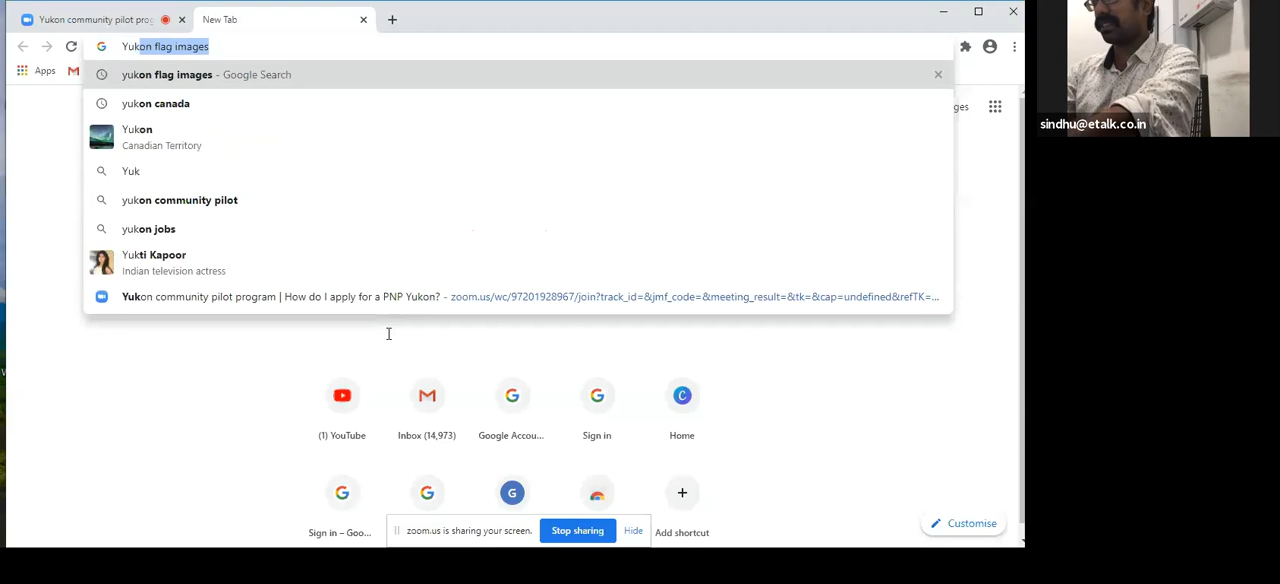 Yukon community pilot prog
New Tab
Yukon flag images
Apps
yukon flag images - Google Search
yukon canada
ges
Yukon
Canadian Territory
Yuk
yukon community pilot
yukon jobs
Yukti Kapoor
Indian television actress
Yukon community pilot program | How do I apply for a PNP Yukon? - zoom.us/wc/97201928967/join?track_id=&jmf_code=&meeting_result=&tk=&cap=undefined&refTK=...
sindhu@etalk.co.in
(1) YouTube
Inbox (14,973)
Google Accou...
Sign in
Home
Sign in – Goo...
Add shortcut
zoom.us is sharing your screen.
Stop sharing
Hide
Customise